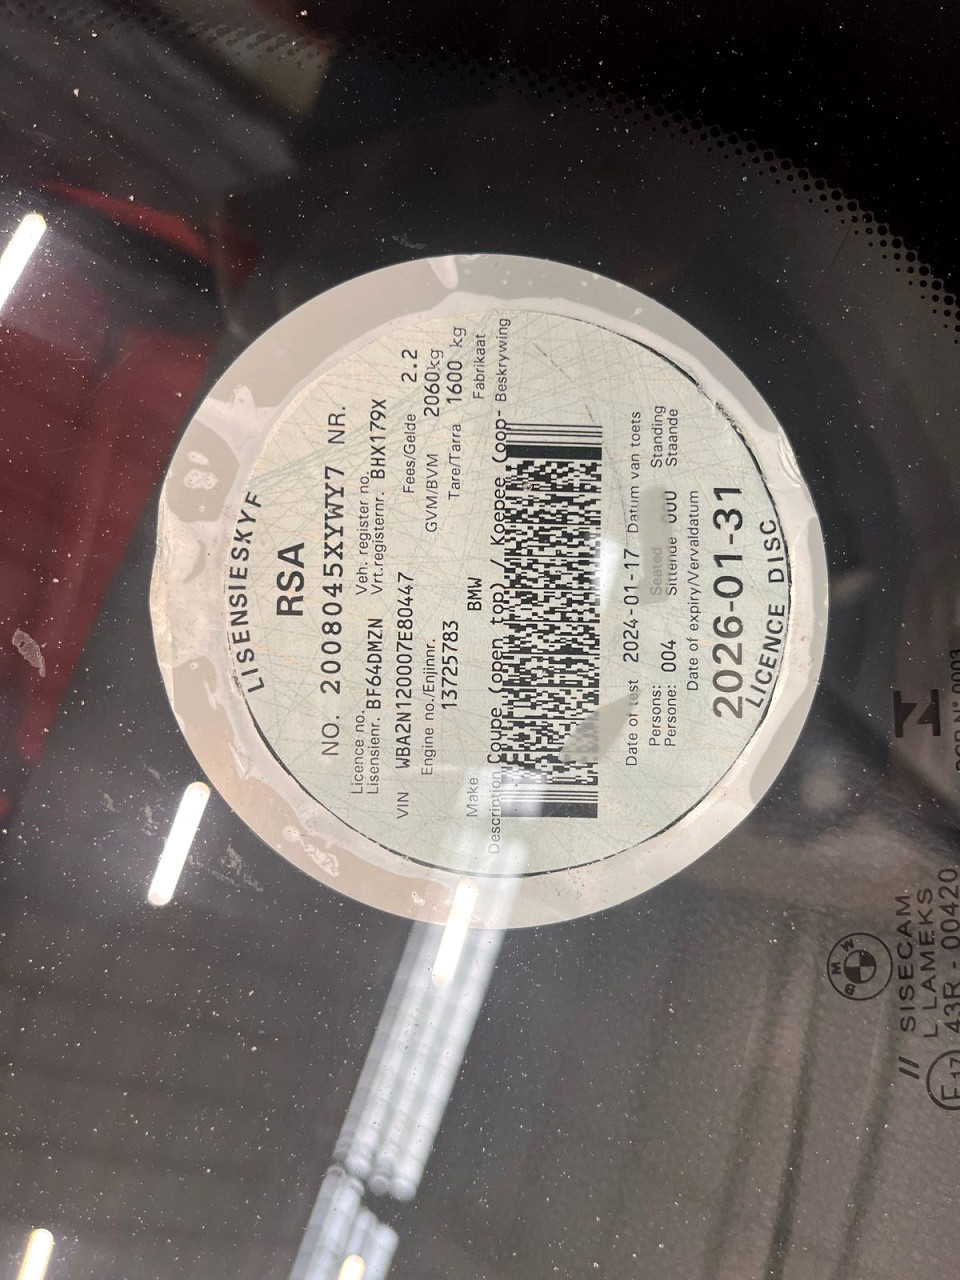 LISENSIESKYF
RSA
NO. 2008045XYWY7 NR.
Licence no. Veh. register no.
Lisensienr. BF64DMZN Vrt.registernr. BHX179X
VIN WBA2N120007E80447 Fees/Gelde 2.2
Engine no./Enjinnr. GVM/BVM 2060kg
13725783 Tare/Tarra 1600 kg
Make BMW Fabrikaat
Description Coupe (open top) / Koepee (oop- Beskrywing
Date of test 2024-01-17 Datum van toets
Persons: Seated Standing
Persone: 004 Sittende 000 Staande
Date of expiry/Vervaldatum
2026-01-31
LICENCE DISC
BMW
// SISECAM
LAMEKS
43R - 00420
E 17
N